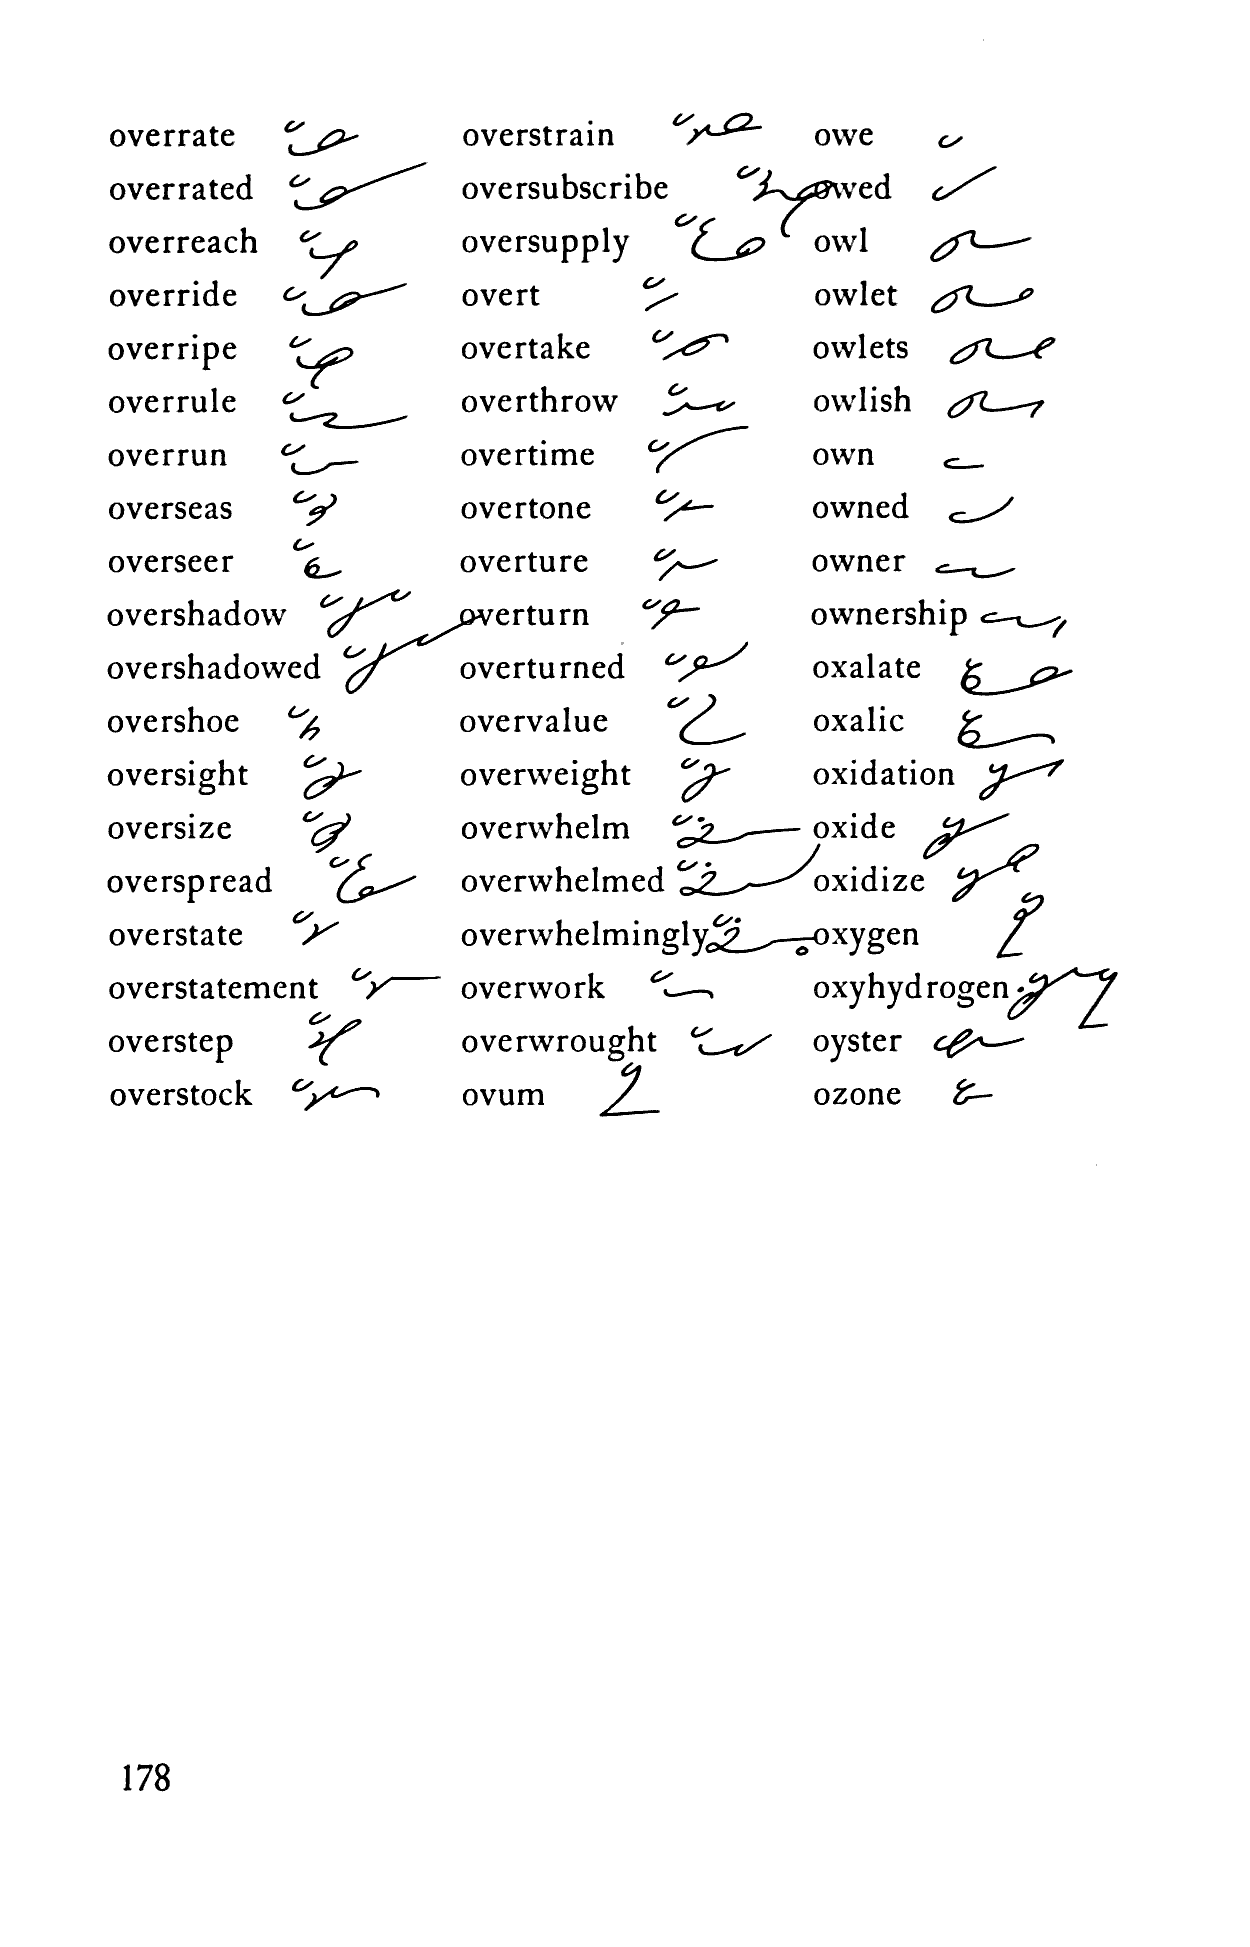 overrate overstrain owe
overrated oversubscribe owed
overreach oversupply owl
override overt owlet
overripe overtake owlets
overrule overthrow owlish
overrun overtime own
overseas overtone owned
overseer overture owner
overshadow overturn ownership
overshadowed overturned oxalate
overshoe overvalue oxalic
oversight overweight oxidation
oversize overwhelm oxide
overspread overwhelmed oxidize
overstate overwhelmingly oxygen
overstatement overwork oxyhydrogen
overstep overwrought oyster
overstock ovum ozone
178